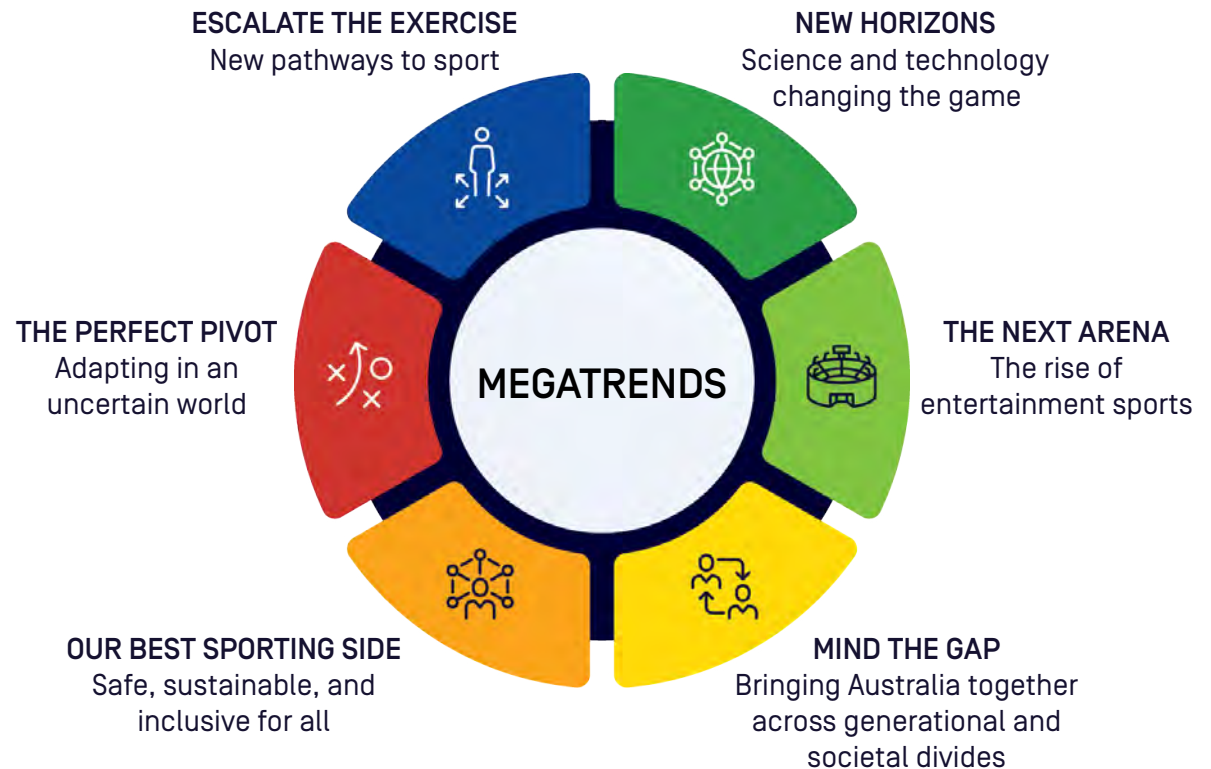 ESCALATE THE EXERCISE
New pathways to sport
NEW HORIZONS
Science and technology
changing the game
THE PERFECT PIVOT
Adapting in an
uncertain world
MEGATRENDS
THE NEXT ARENA
The rise of
entertainment sports
OUR BEST SPORTING SIDE
Safe, sustainable, and
inclusive for all
MIND THE GAP
Bringing Australia together
across generational and
societal divides